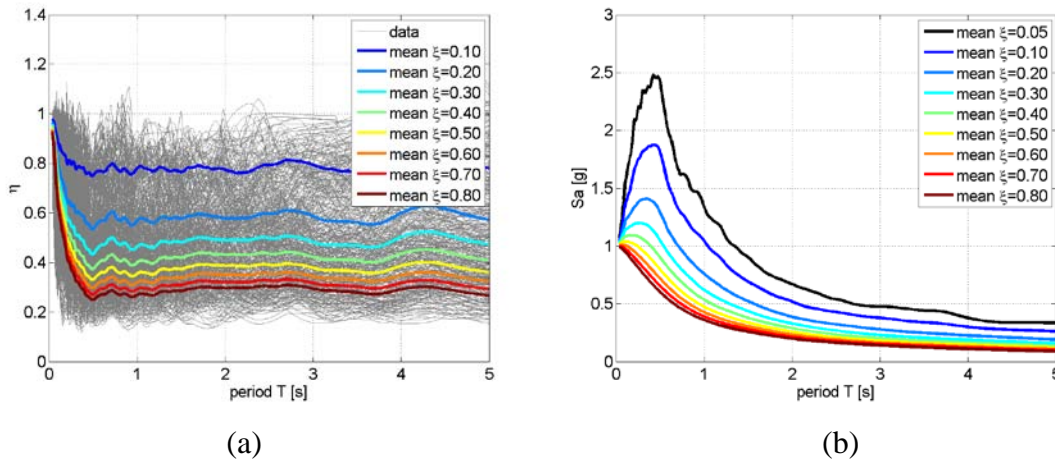 1.4
1.2
1
0.8
0.6
0.4
0.2
0
η
0
1
2
3
4
5
period T [s]
data
mean ξ=0.10
mean ξ=0.20
mean ξ=0.30
mean ξ=0.40
mean ξ=0.50
mean ξ=0.60
mean ξ=0.70
mean ξ=0.80
(a)
3
2.5
2
1.5
1
0.5
0
Sa [g]
0
1
2
3
4
5
period T [s]
mean ξ=0.05
mean ξ=0.10
mean ξ=0.20
mean ξ=0.30
mean ξ=0.40
mean ξ=0.50
mean ξ=0.60
mean ξ=0.70
mean ξ=0.80
(b)